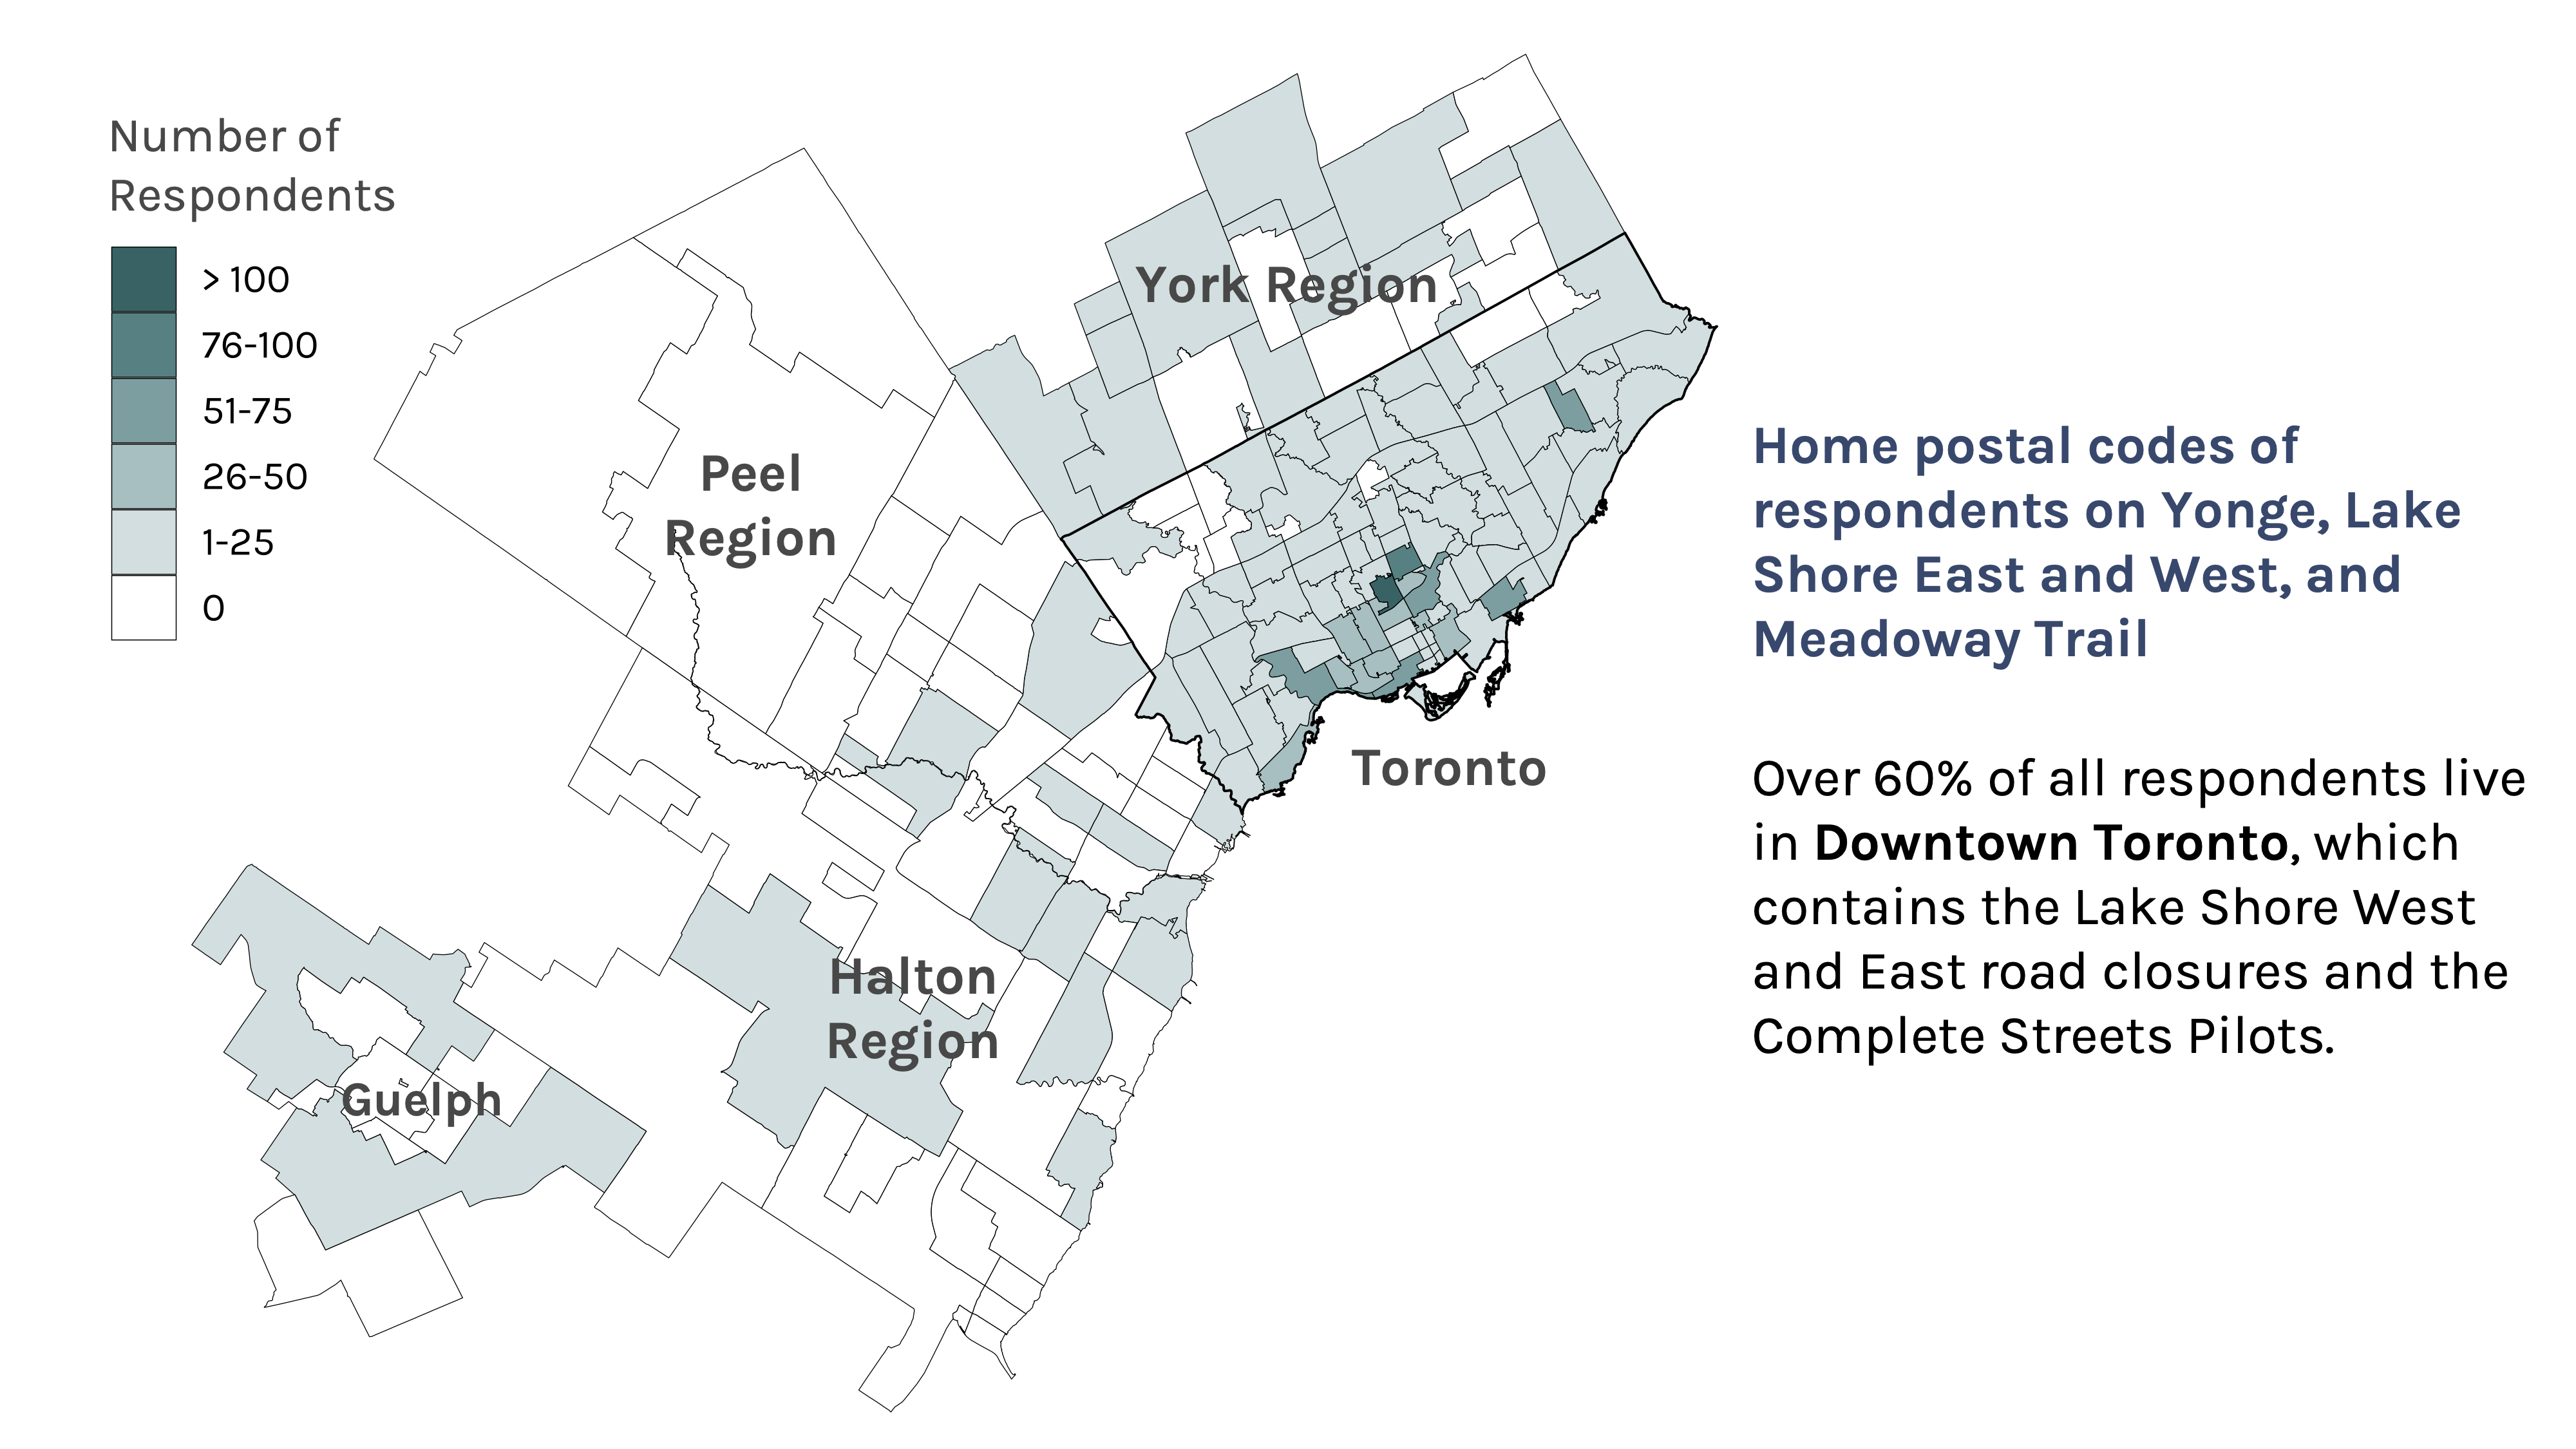 Number of
Respondents
> 100
76-100
51-75
26-50
1-25
0
York Region
Peel
Region
Toronto
Halton
Region
Guelph
Home postal codes of
respondents on Yonge, Lake
Shore East and West, and
Meadoway Trail
Over 60% of all respondents live
in Downtown Toronto, which
contains the Lake Shore West
and East road closures and the
Complete Streets Pilots.